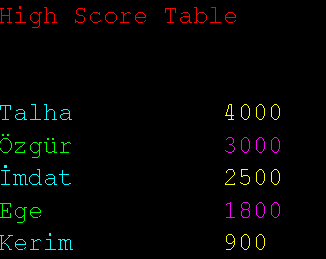 High Score Table
Talha 4000
Özgür 3000
İmdat 2500
Ege 1800
Kerim 900